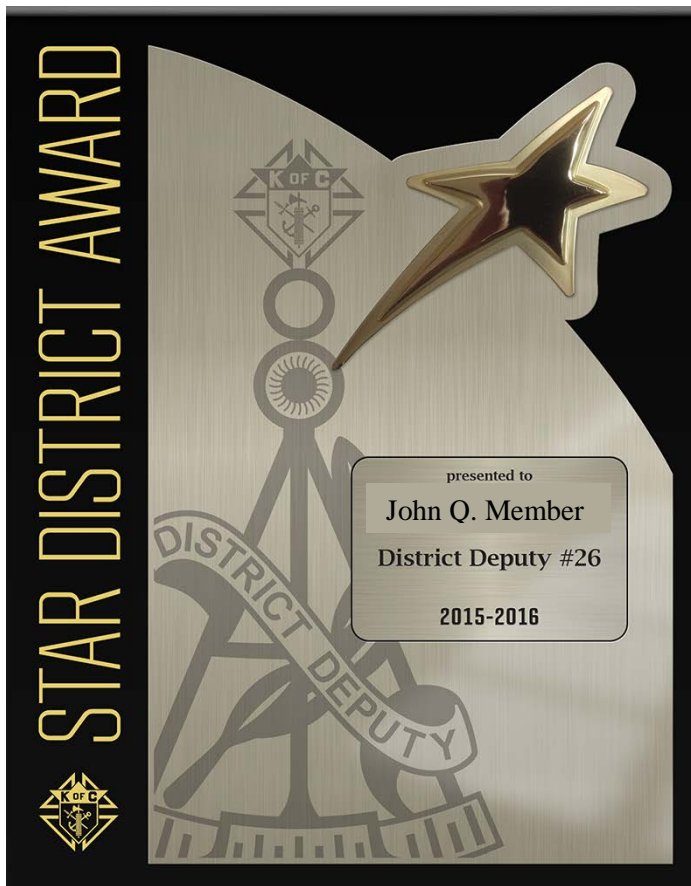 STAR DISTRICT AWARD
K OF C
DISTRICT DEPUTY
presented to
John Q. Member
District Deputy #26
2015-2016
K OF C